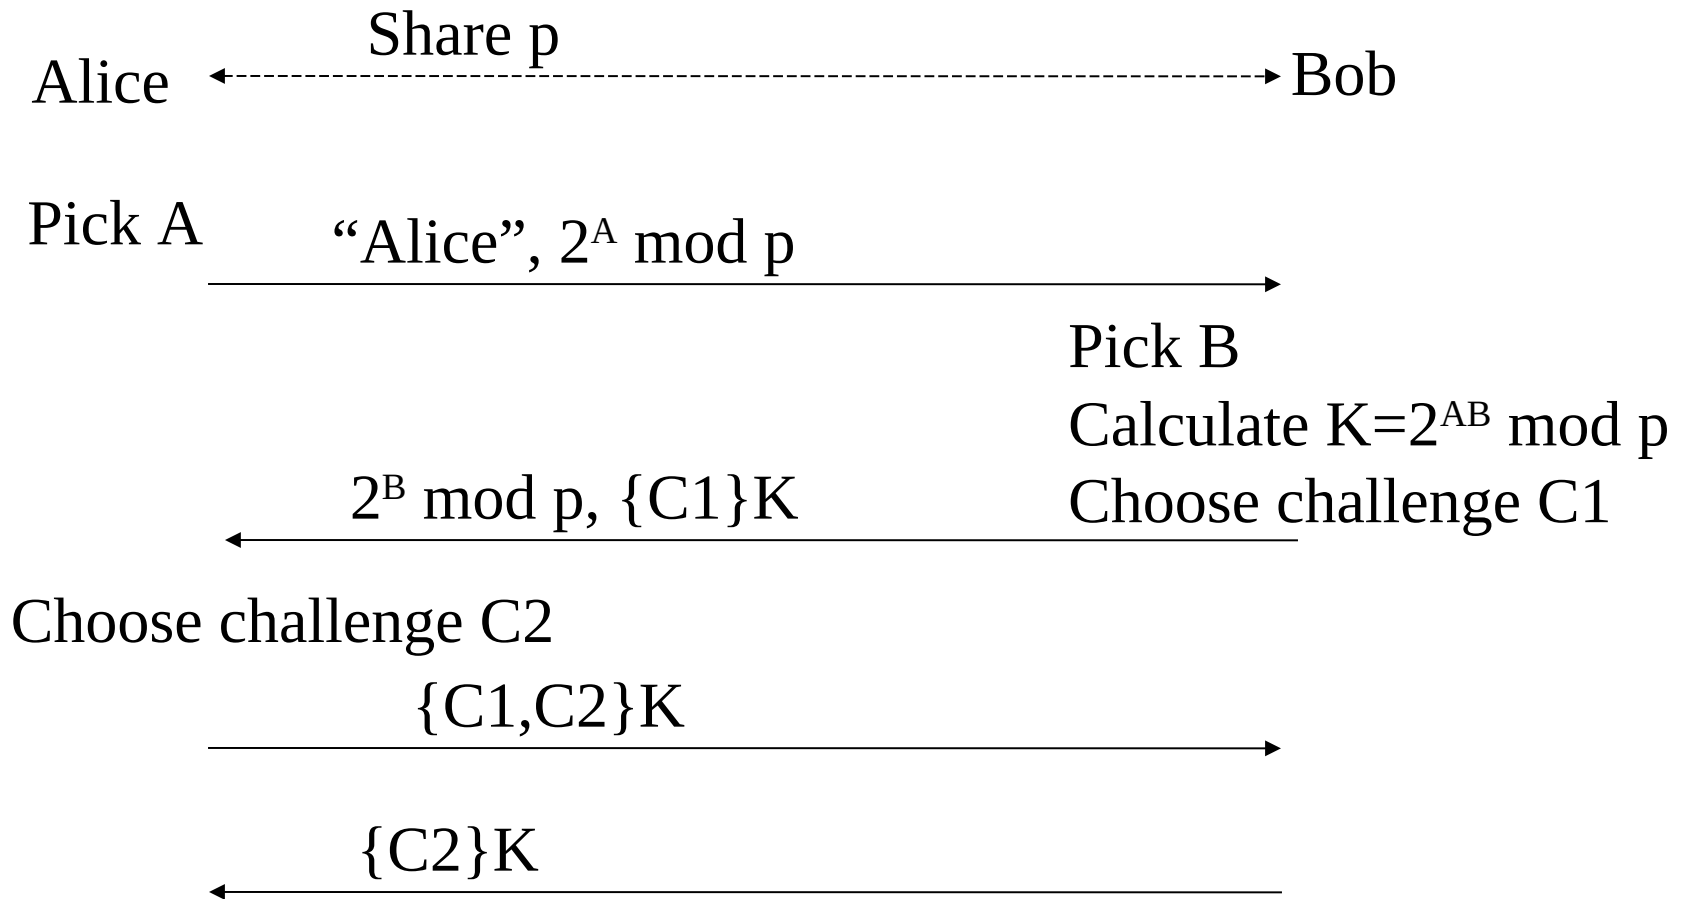 Share p
Alice
Bob
Pick A
“Alice”, 2ᴬ mod p
Pick B
Calculate K=2ᴬᴮ mod p
Choose challenge C1
2ᴮ mod p, {C1}K
Choose challenge C2
{C1,C2}K
{C2}K